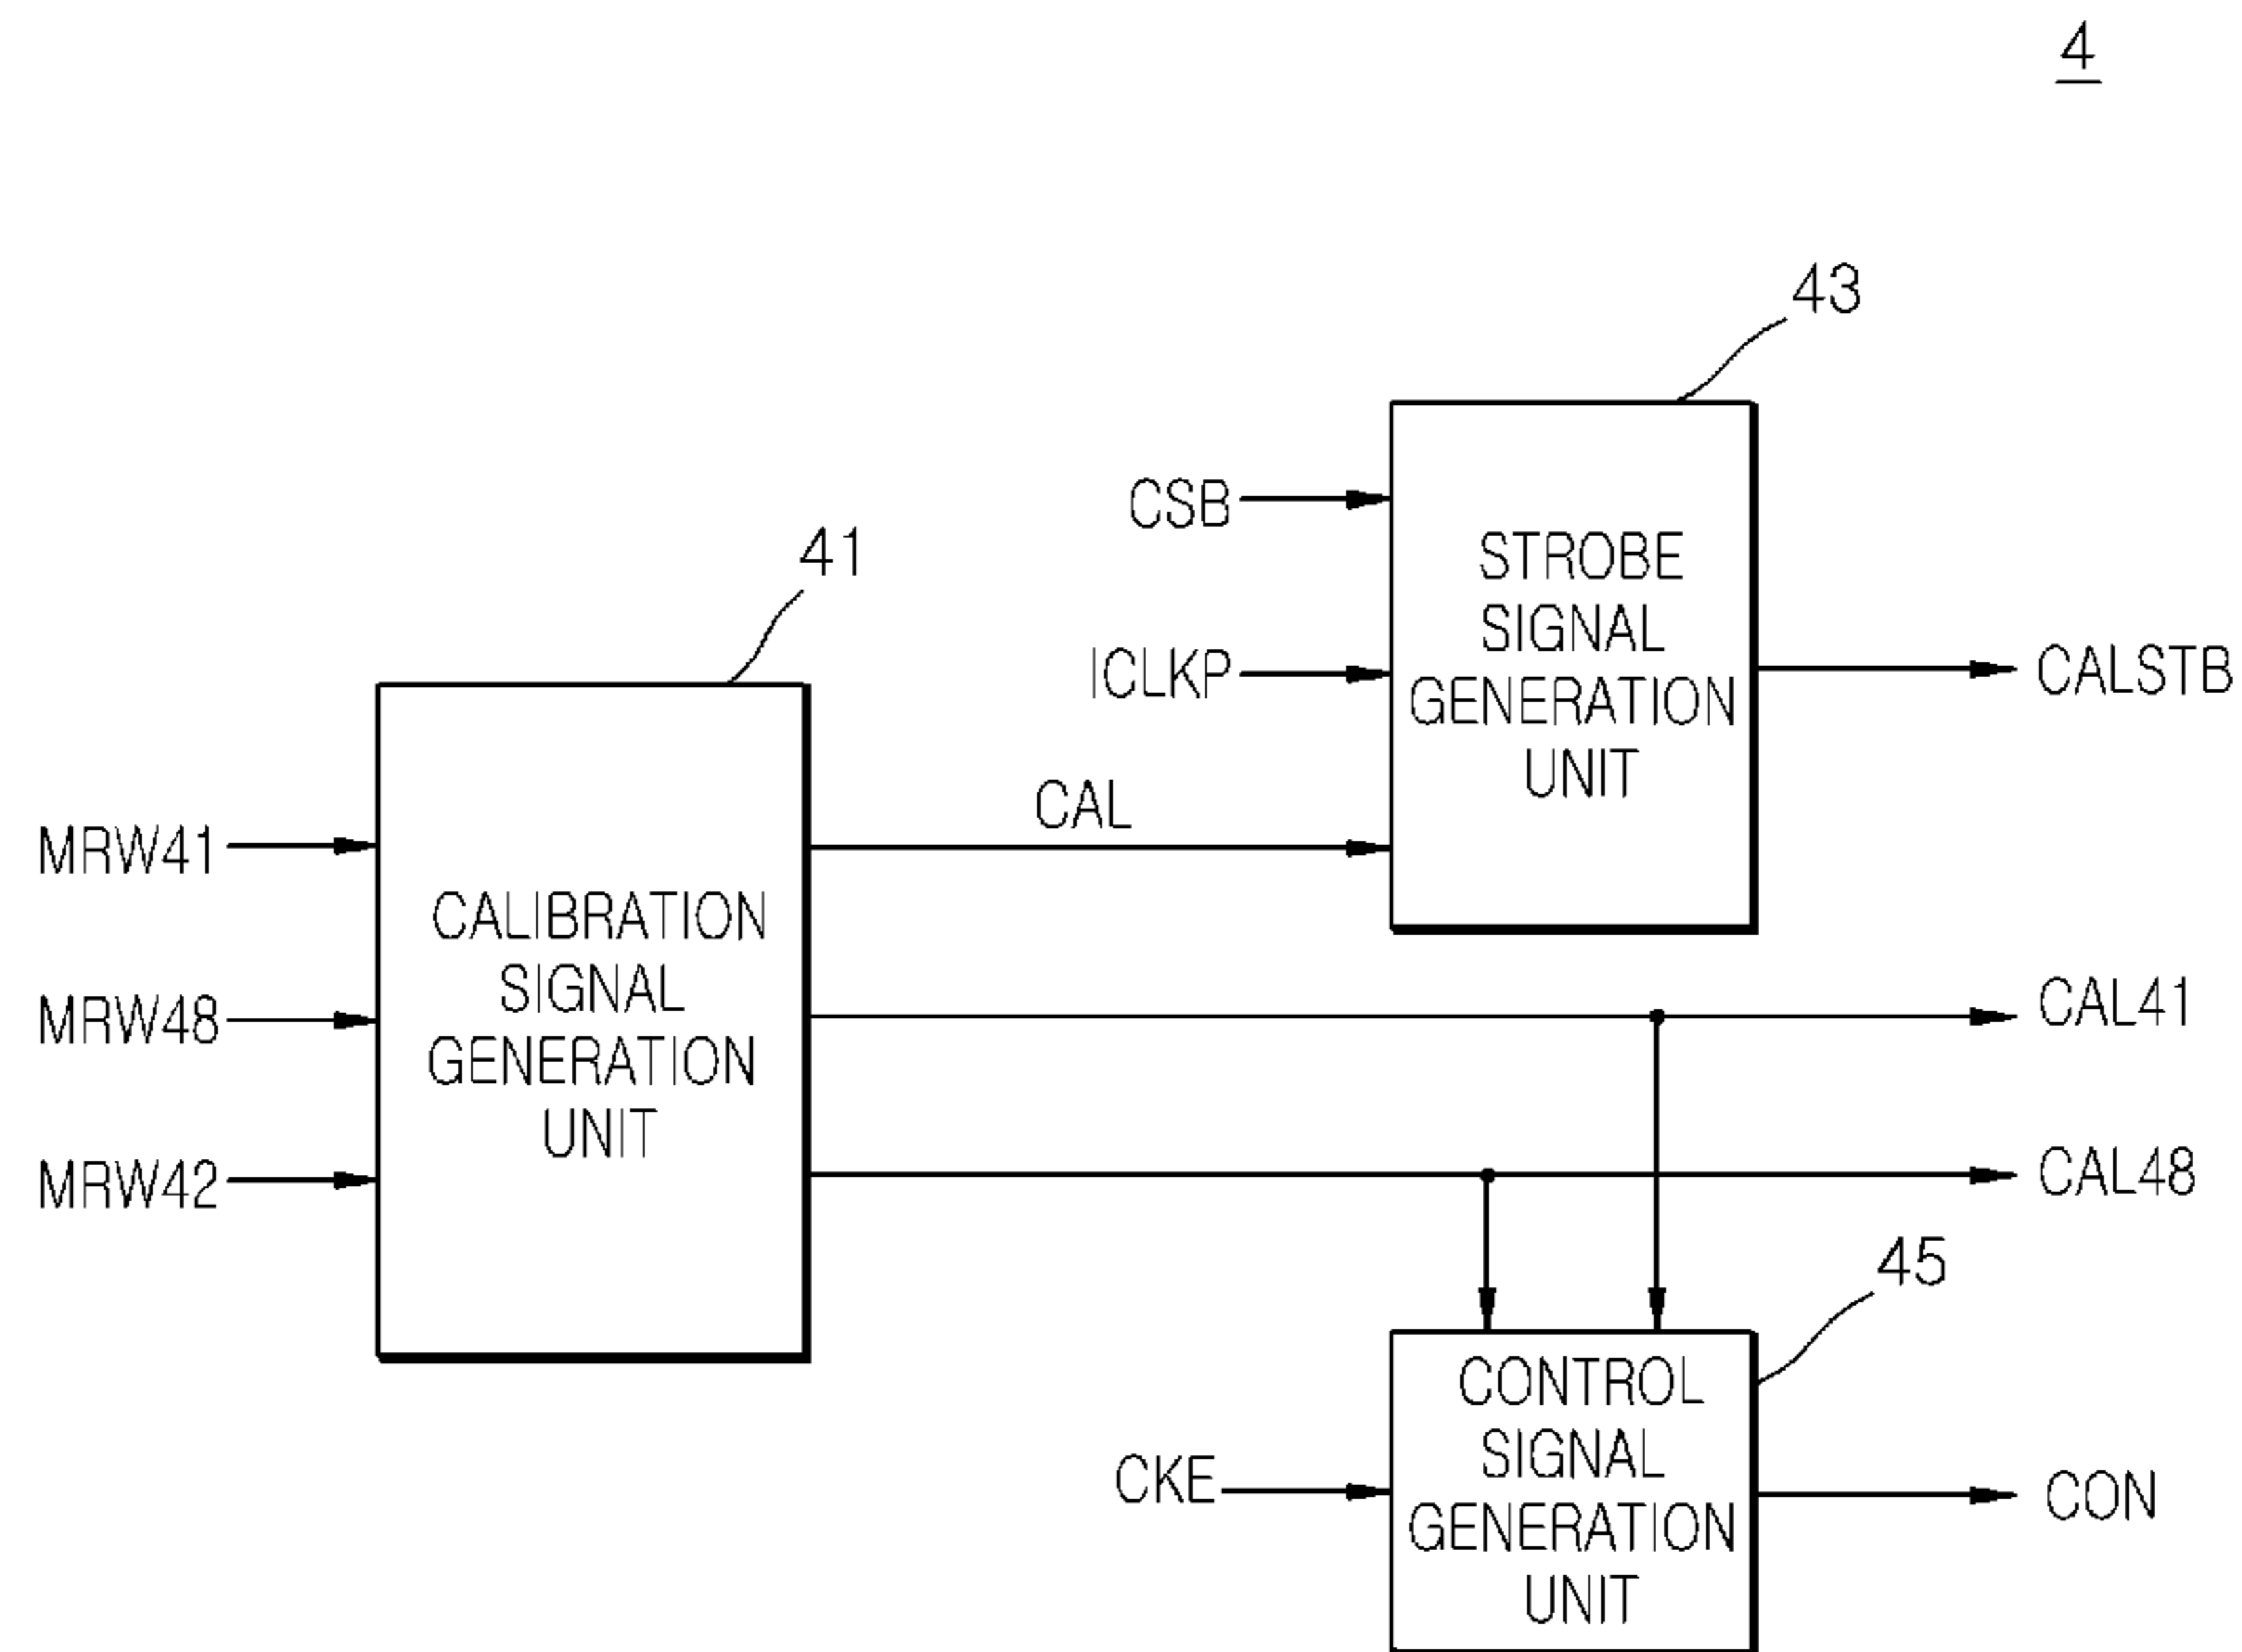 4
43
CSB
STROBE
SIGNAL
GENERATION
UNIT
ICLKP
CALSTB
41
CAL
MRW41
MRW48
MRW42
CALIBRATION
SIGNAL
GENERATION
UNIT
CAL41
CAL48
45
CONTROL
SIGNAL
GENERATION
UNIT
CKE
CON